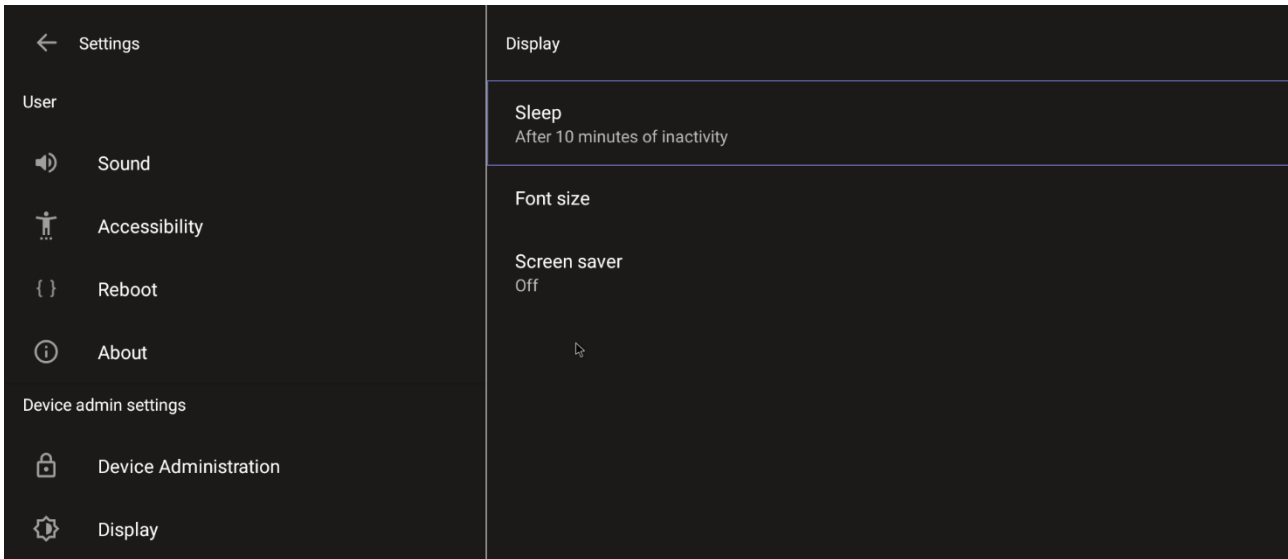 Settings
User
Sound
Accessibility
{ } Reboot
About
Device admin settings
Device Administration
Display
Display
Sleep
After 10 minutes of inactivity
Font size
Screen saver
Off